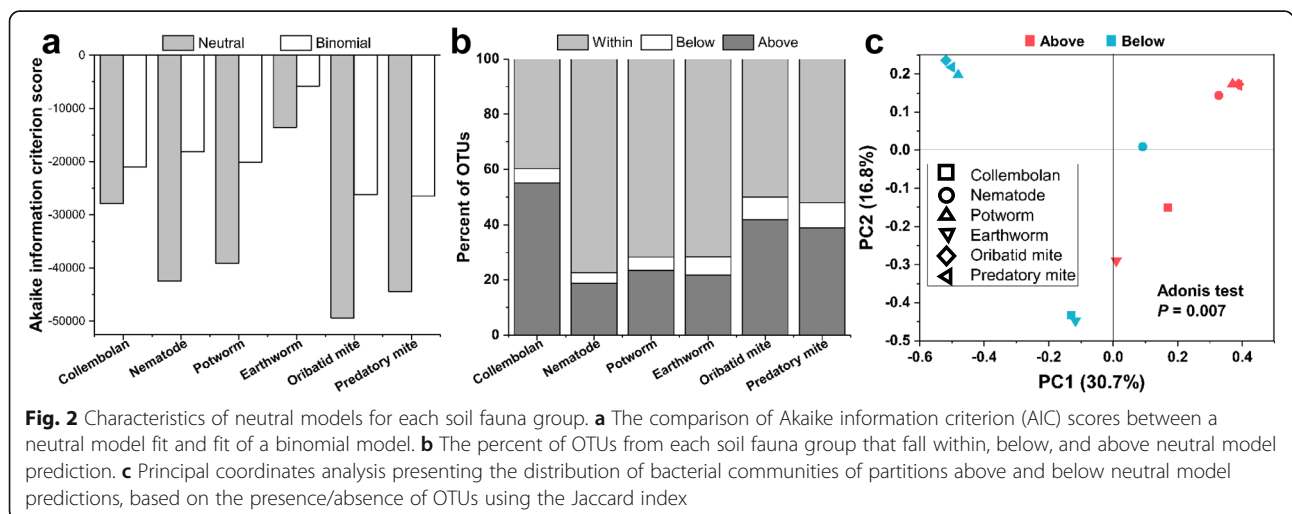 a
Neutral Binomial
Akaike information criterion score
0
-10000
-20000
-30000
-40000
-50000
Collembolan Nematode Potworm Earthworm Oribatid mite Predatory mite
b
Within Below Above
Percent of OTUs
100
80
60
40
20
0
Collembolan Nematode Potworm Earthworm Oribatid mite Predatory mite
c
Above Below
PC2 (16.8%)
0.2
0.1
0.0
-0.1
-0.2
-0.3
-0.4
-0.5
Collembolan
Nematode
Potworm
Earthworm
Oribatid mite
Predatory mite
Adonis test
P = 0.007
-0.6 -0.4 -0.2 0.0 0.2 0.4
PC1 (30.7%)
Fig. 2 Characteristics of neutral models for each soil fauna group. a The comparison of Akaike information criterion (AIC) scores between a
neutral model fit and fit of a binomial model. b The percent of OTUs from each soil fauna group that fall within, below, and above neutral model
prediction. c Principal coordinates analysis presenting the distribution of bacterial communities of partitions above and below neutral model
predictions, based on the presence/absence of OTUs using the Jaccard index